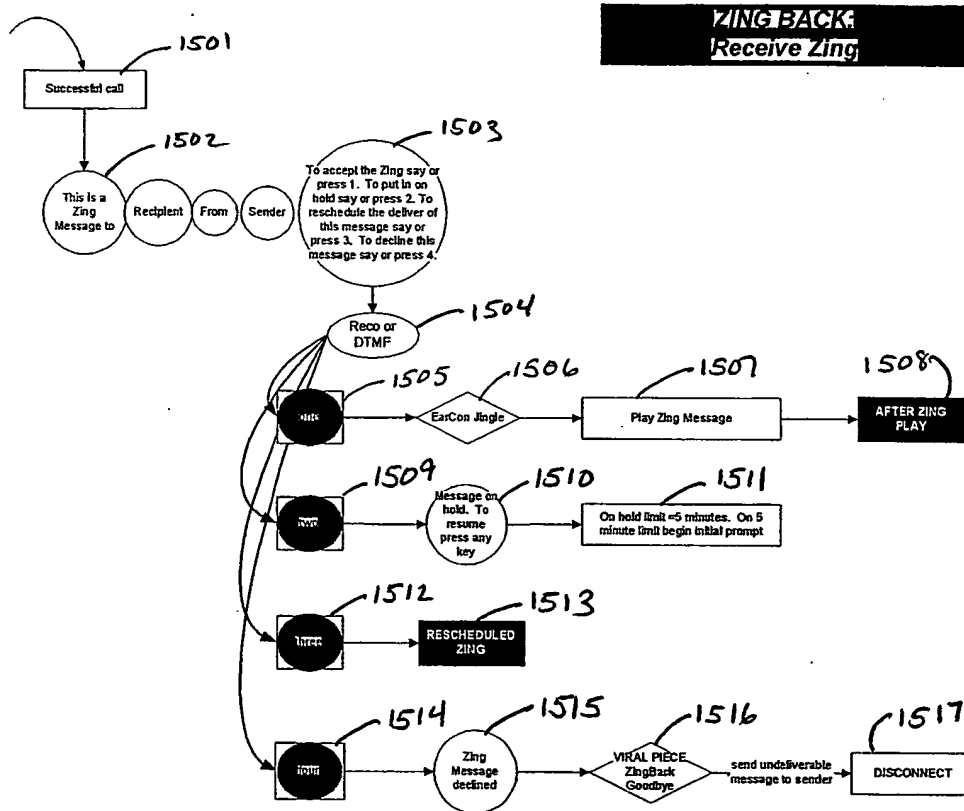 ZING BACK:
Receive Zing
1501
Successful call
1502
This is a
Zing
Message to
Recipient
From
Sender
1503
To accept the Zing say or
press 1. To put in on
hold say or press 2. To
reschedule the deliver of
this message say or
press 3. To decline this
message say or press 4.
1504
Reco or
DTMF
1505
one
1506
EarCon Jingle
1507
Play Zing Message
1508
AFTER ZING
PLAY
1509
two
1510
Message on
hold. To
resume
press any
key
1511
On hold limit =5 minutes. On 5
minute limit begin initial prompt
1512
three
1513
RESCHEDULED
ZING
1514
four
1515
Zing
Message
declined
1516
VIRAL PIECE
ZingBack
Goodbye
send undeliverable
message to sender
1517
DISCONNECT